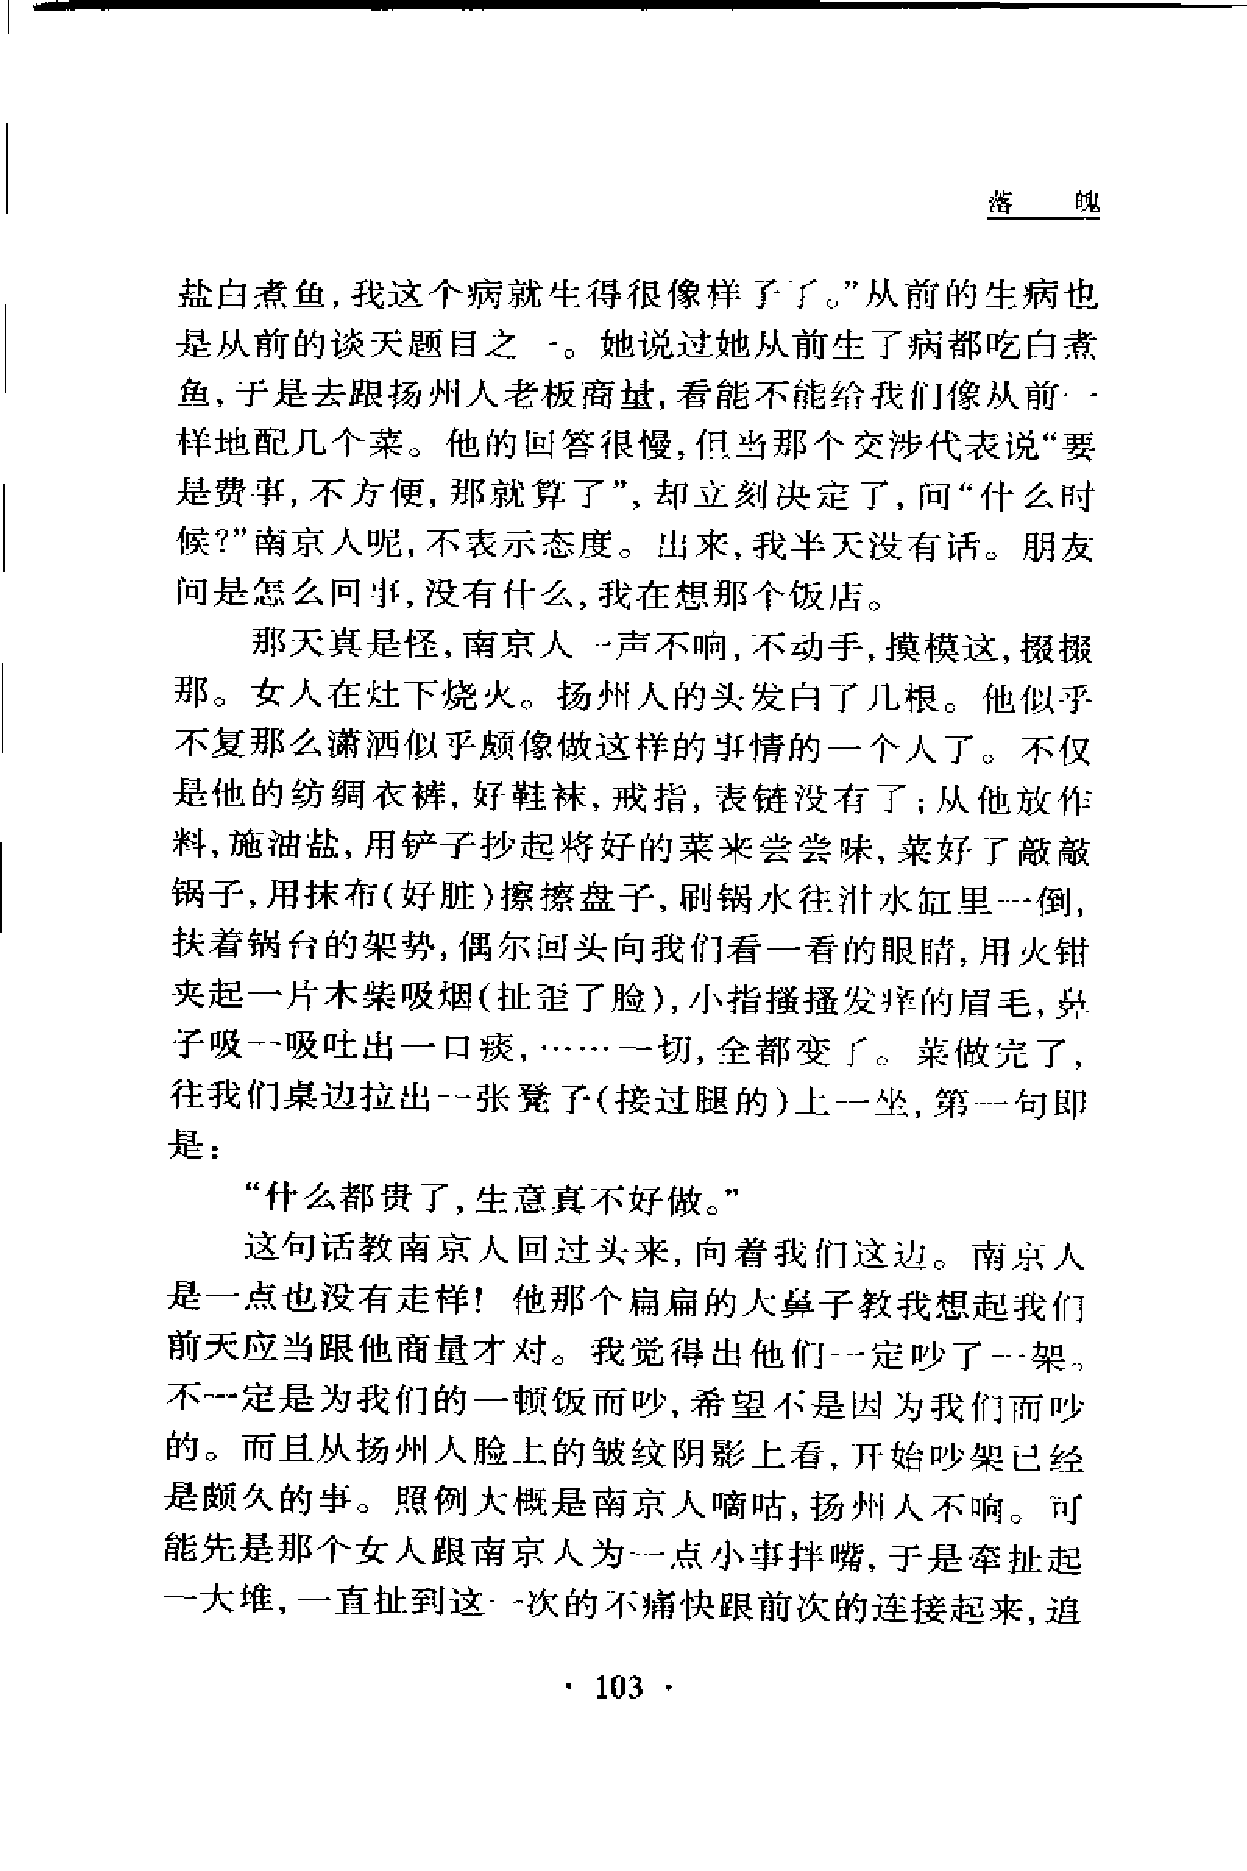 落 魄
盐白煮鱼,我这个病就生得很像样子了。”从前的生病也
是从前的谈天题目之一。她说过她从前生了病都吃白煮
鱼,于是去跟扬州人老板商量,看能不能给我们像从前一
样地配几个菜。他的回答很慢,但当那个交涉代表说“要
是费事,不方便,那就算了”,却立刻决定了,问“什么时
候?”南京人呢,不表示态度。出来,我半天没有话。朋友
问是怎么回事,没有什么,我在想那个饭店。
那天真是怪,南京人一声不响,不动手,摸模这,掇掇
那。女人在灶下烧火。扬州人的头发白了几根。他似乎
不复那么潇洒似乎颇像做这样的事情的一个人了。不仅
是他的纺绸衣裤,好鞋袜,戒指,表链没有了;从他放作
料,施油盐,用铲子抄起将好的菜来尝尝味,菜好了敲敲
锅子,用抹布(好脏)擦擦盘子,刷锅水往泔水缸里一倒,
扶着锅台的架势,偶尔回头向我们看一看的眼睛,用火钳
夹起一片木柴吸烟(扯歪了脸),小指搔搔发痒的眉毛,鼻
子吸一吸吐出一口痰,……一切,全都变了。菜做完了,
往我们桌边拉出一张凳子(接过腿的)上一坐,第一句即
是:
“什么都贵了,生意真不好做。”
这句话教南京人回过头来,向着我们这边。南京人
是一点也没有走样!他那个扁扁的大鼻子教我想起我们
前天应当跟他商量才对。我觉得出他们一定吵了一架。
不一定是为我们的一顿饭而吵,希望不是因为我们而吵
的。而且从扬州人脸上的皱纹阴影上看,开始吵架已经
是颇久的事。照例大概是南京人嘀咕,扬州人不响。可
能先是那个女人跟南京人为一点小事拌嘴,于是牵扯起
一大堆,一直扯到这一次的不痛快跟前次的连接起来,追
· 103 ·